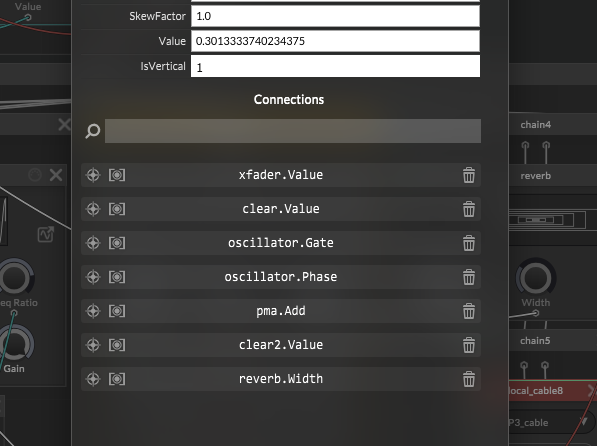 Value
SkewFactor 1.0
Value 0.3013333740234375
IsVertical 1
Connections
chain4
xfader.Value
reverb
clear.Value
oscillator.Gate
oscillator.Phase
eq Ratio
Width
pma.Add
clear2.Value
chain5
Gain
reverb.Width
local_cable8
P3_cable